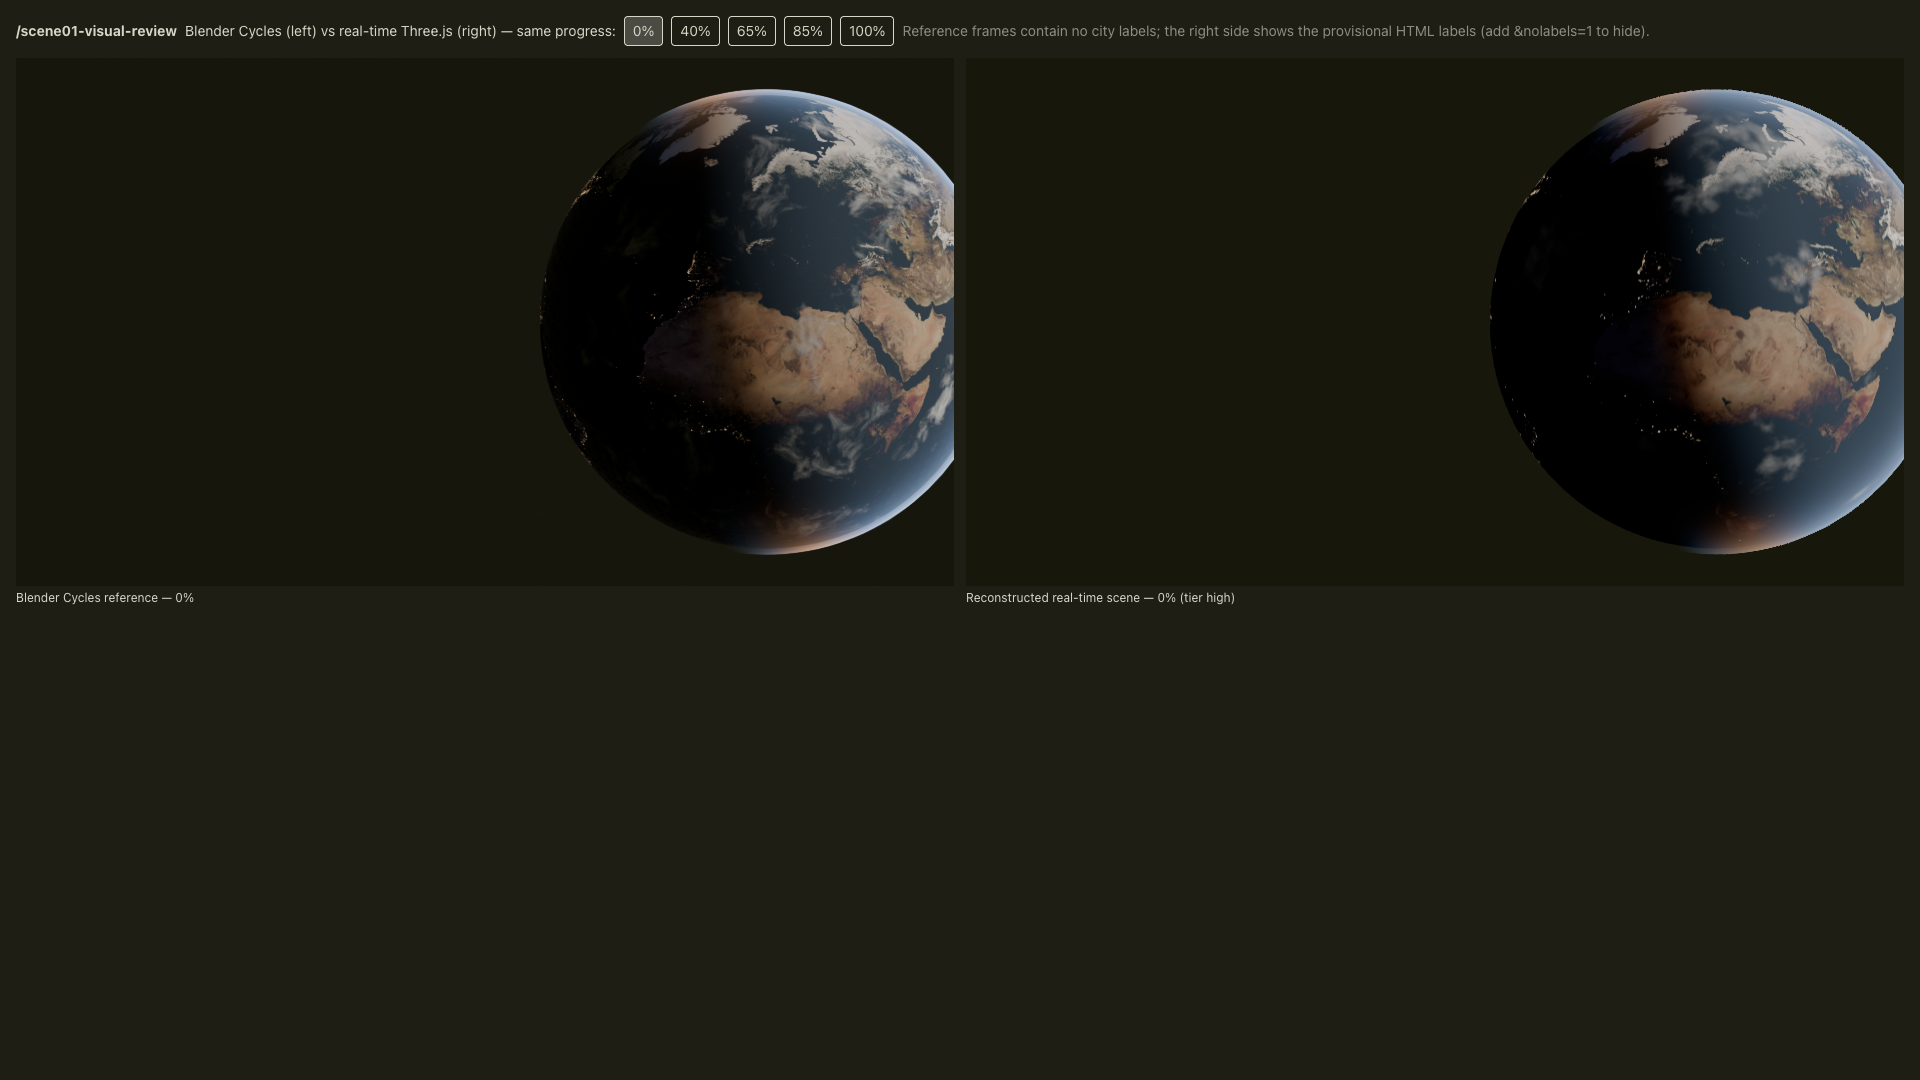 /scene01-visual-review Blender Cycles (left) vs real-time Three.js (right) — same progress: 0% 40% 65% 85% 100% Reference frames contain no city labels; the right side shows the provisional HTML labels (add &nolabels=1 to hide).
Blender Cycles reference — 0%
Reconstructed real-time scene — 0% (tier high)